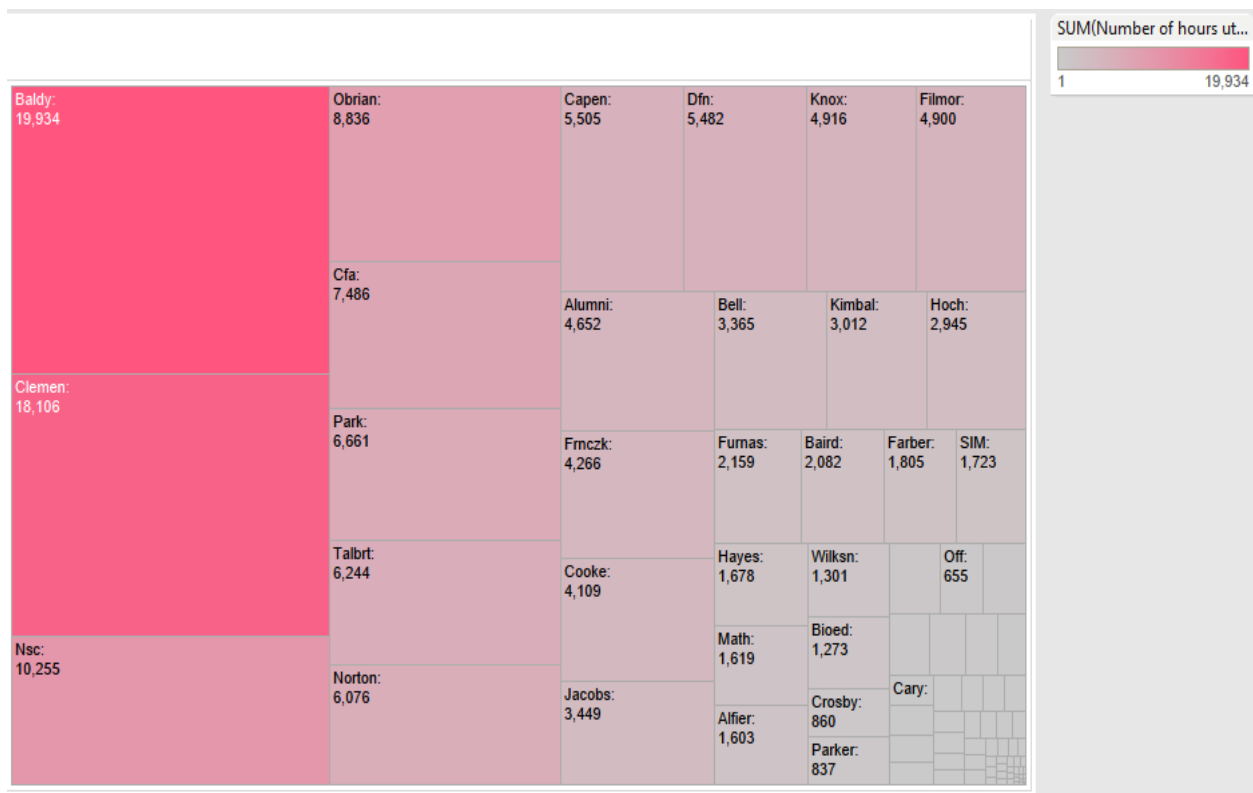 SUM(Number of hours ut...
1 19,934
Baldy:
19,934
Clemen:
18,106
Nsc:
10,255
Obrian:
8,836
Cfa:
7,486
Park:
6,661
Talbrt:
6,244
Norton:
6,076
Capen:
5,505
Dfn:
5,482
Knox:
4,916
Filmor:
4,900
Alumni:
4,652
Bell:
3,365
Kimbal:
3,012
Hoch:
2,945
Frnczk:
4,266
Furnas:
2,159
Baird:
2,082
Farber:
1,805
SIM:
1,723
Cooke:
4,109
Hayes:
1,678
Wilksn:
1,301
Off:
655
Math:
1,619
Bioed:
1,273
Jacobs:
3,449
Alfier:
1,603
Crosby:
860
Cary:
Parker:
837